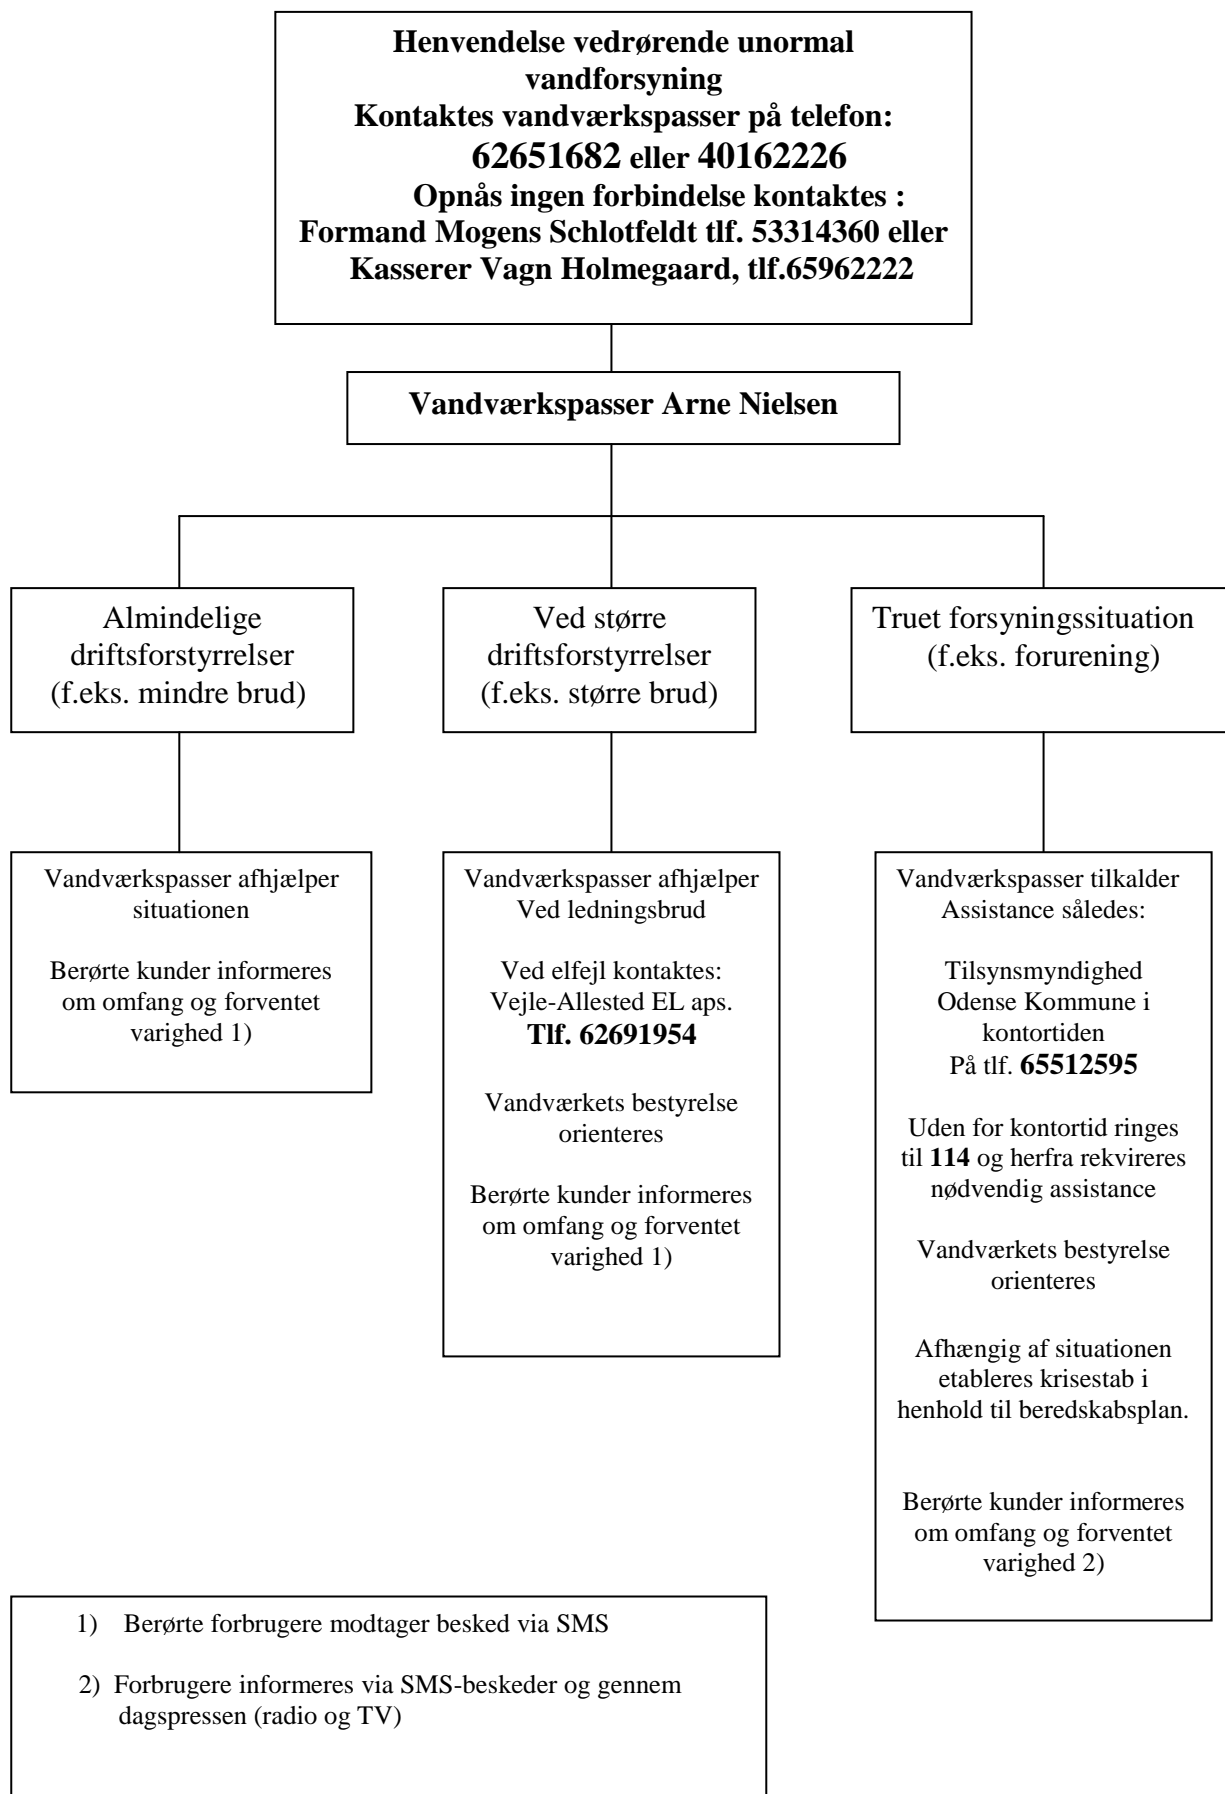 Henvendelse vedrørende unormal
vandforsyning
Kontaktes vandværkspasser på telefon:
62651682 eller 40162226
Opnås ingen forbindelse kontaktes :
Formand Mogens Schlotfeldt tlf. 53314360 eller
Kasserer Vagn Holmegaard, tlf.65962222
Vandværkspasser Arne Nielsen
Almindelige
driftsforstyrrelser
(f.eks. mindre brud)
Ved større
driftsforstyrrelser
(f.eks. større brud)
Truet forsyningssituation
(f.eks. forurening)
Vandværkspasser afhjælper
situationen
Berørte kunder informeres
om omfang og forventet
varighed 1)
Vandværkspasser afhjælper
Ved ledningsbrud
Ved elfejl kontaktes:
Vejle-Allested EL aps.
Tlf. 62691954
Vandværkets bestyrelse
orienteres
Berørte kunder informeres
om omfang og forventet
varighed 1)
Vandværkspasser tilkalder
Assistance således:
Tilsynsmyndighed
Odense Kommune i
kontortiden
På tlf. 65512595
Uden for kontortid ringes
til 114 og herfra rekvireres
nødvendig assistance
Vandværkets bestyrelse
orienteres
Afhængig af situationen
etableres krisestab i
henhold til beredskabsplan.
Berørte kunder informeres
om omfang og forventet
varighed 2)
1) Berørte forbrugere modtager besked via SMS
2) Forbrugere informeres via SMS-beskeder og gennem
dagspressen (radio og TV)